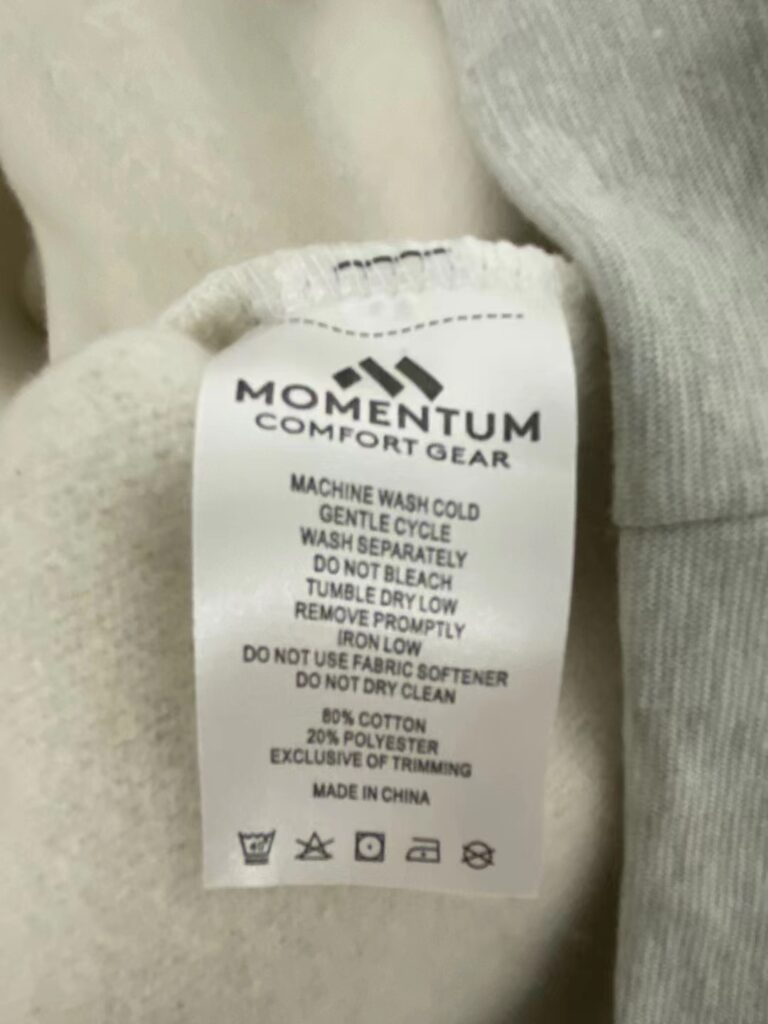 MOMENTUM
COMFORT GEAR
MACHINE WASH COLD
GENTLE CYCLE
WASH SEPARATELY
DO NOT BLEACH
TUMBLE DRY LOW
REMOVE PROMPTLY
IRON LOW
DO NOT USE FABRIC SOFTENER
DO NOT DRY CLEAN
80% COTTON
20% POLYESTER
EXCLUSIVE OF TRIMMING
MADE IN CHINA